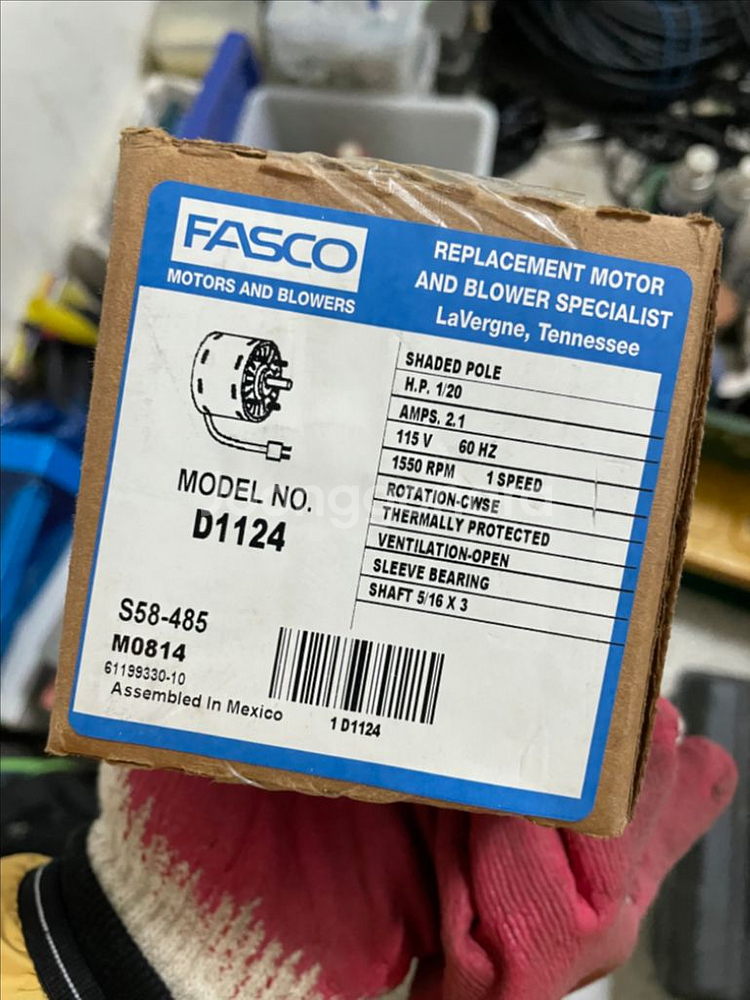 FASCO
MOTORS AND BLOWERS
REPLACEMENT MOTOR
AND BLOWER SPECIALIST
LaVergne, Tennessee
SHADED POLE
H.P. 1/20
AMPS. 2.1
115 V 60 HZ
1550 RPM 1 SPEED
ROTATION-CWSE
THERMALLY PROTECTED
VENTILATION-OPEN
SLEEVE BEARING
SHAFT 5/16 X 3
MODEL NO.
D1124
S58-485
M0814
61199330-10
Assembled In Mexico
1 D1124